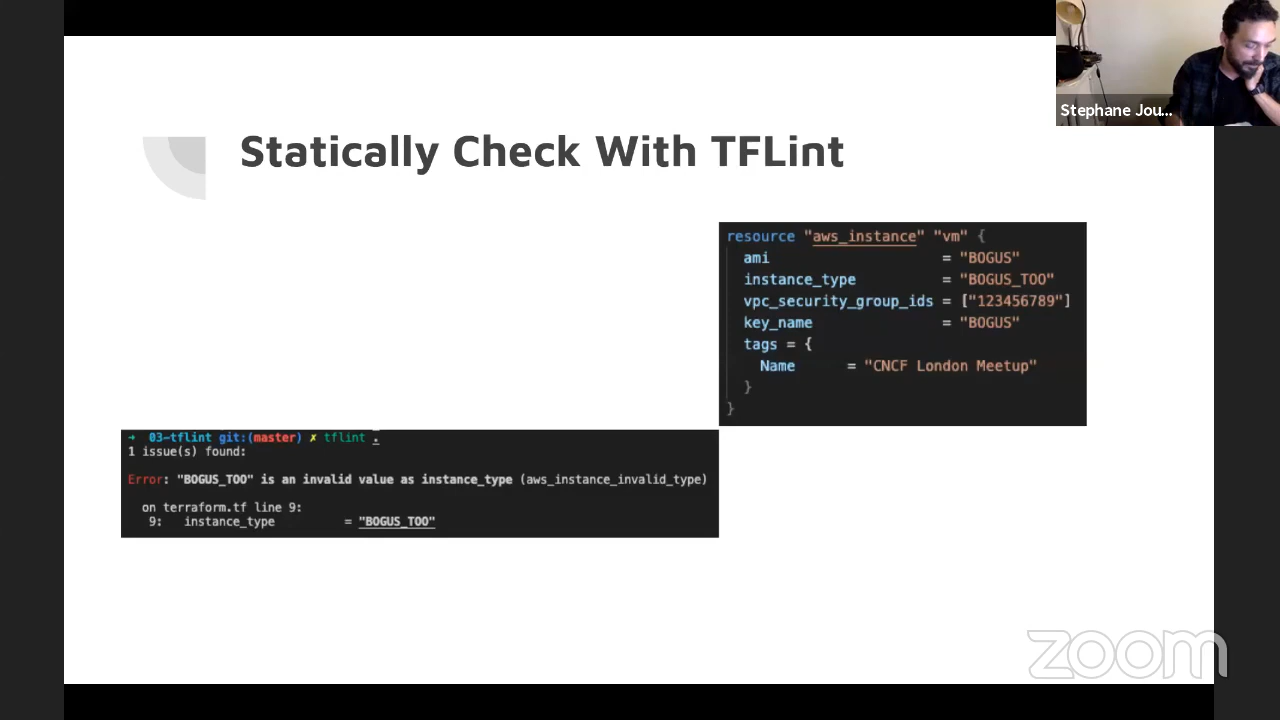 Stephane Jou...
Statically Check With TFLint
resource "aws_instance" "vm" {
ami = "BOGUS"
instance_type = "BOGUS_TOO"
vpc_security_group_ids = ["123456789"]
key_name = "BOGUS"
tags = {
Name = "CNCF London Meetup"
}
}
➜ 03-tflint git:(master) ✗ tflint .
1 issue(s) found:
Error: "BOGUS_TOO" is an invalid value as instance_type (aws_instance_invalid_type)
on terraform.tf line 9:
9: instance_type = "BOGUS_TOO"
zoom